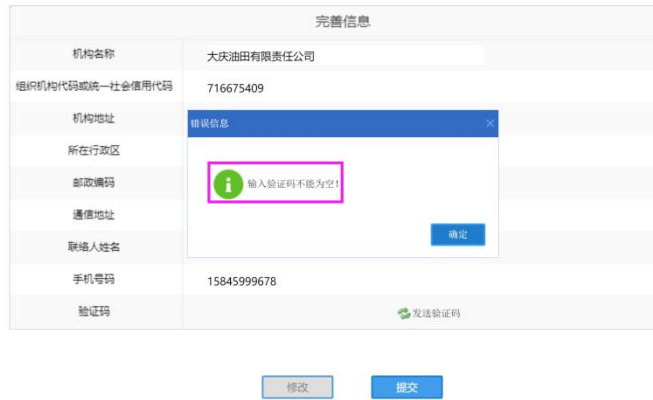 完善信息
机构名称 大庆油田有限责任公司
组织机构代码或统一社会信用代码 716675409
机构地址
错误信息
所在行政区
邮政编码
输入验证码不能为空!
通信地址
确定
联络人姓名
手机号码 15845999678
验证码 发送验证码
修改 提交